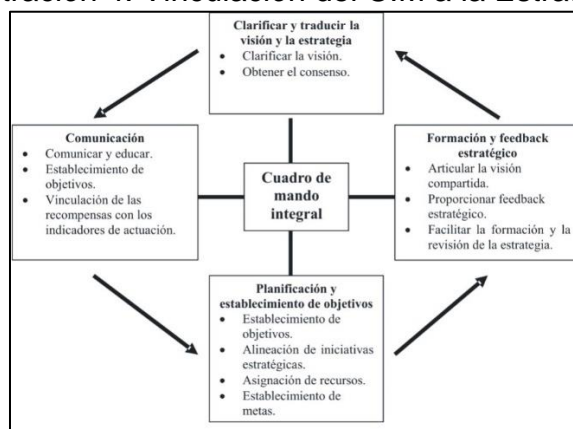 Clarificar y traducir la
visión y la estrategia
• Clarificar la visión.
• Obtener el consenso.
Comunicación
• Comunicar y educar.
• Establecimiento de
objetivos.
• Vinculación de las
recompensas con los
indicadores de actuación.
Cuadro de
mando
integral
Formación y feedback
estratégico
• Articular la visión
compartida.
• Proporcionar feedback
estratégico.
• Facilitar la formación y la
revisión de la estrategia.
Planificación y
establecimiento de objetivos
• Establecimiento de
objetivos.
• Alineación de iniciativas
estratégicas.
• Asignación de recursos.
• Establecimiento de
metas.